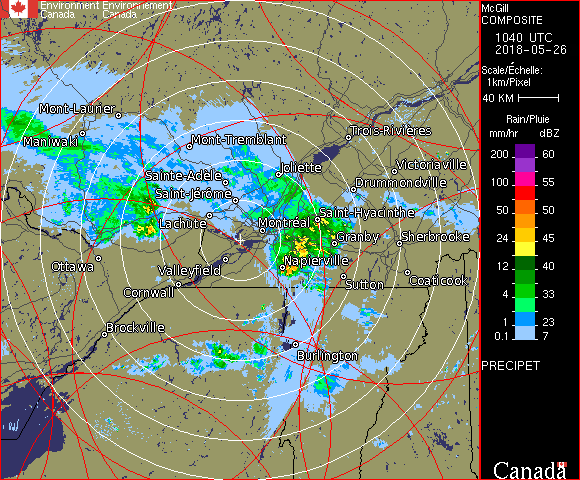 Environment Environnement
Canada Canada
McGill
COMPOSITE
1040 UTC
2018-05-26
Scale/Échelle:
1km/Pixel
40 KM
Rain/Pluie
mm/hr dBZ
200 60
150 57
100 55
50 50
24 45
12 40
4 33
1 23
0.1 7
PRECIPET
Canada
Mont-Laurier
Maniwaki
Mont-Tremblant
Trois-Rivières
Sainte-Adèle
Joliette
Victoriaville
Saint-Jérôme
Drummondville
Lachute
Montréal
Saint-Hyacinthe
Granby
Sherbrooke
Ottawa
Valleyfield
Napierville
Cornwall
Sutton
Coaticook
Brockville
Burlington